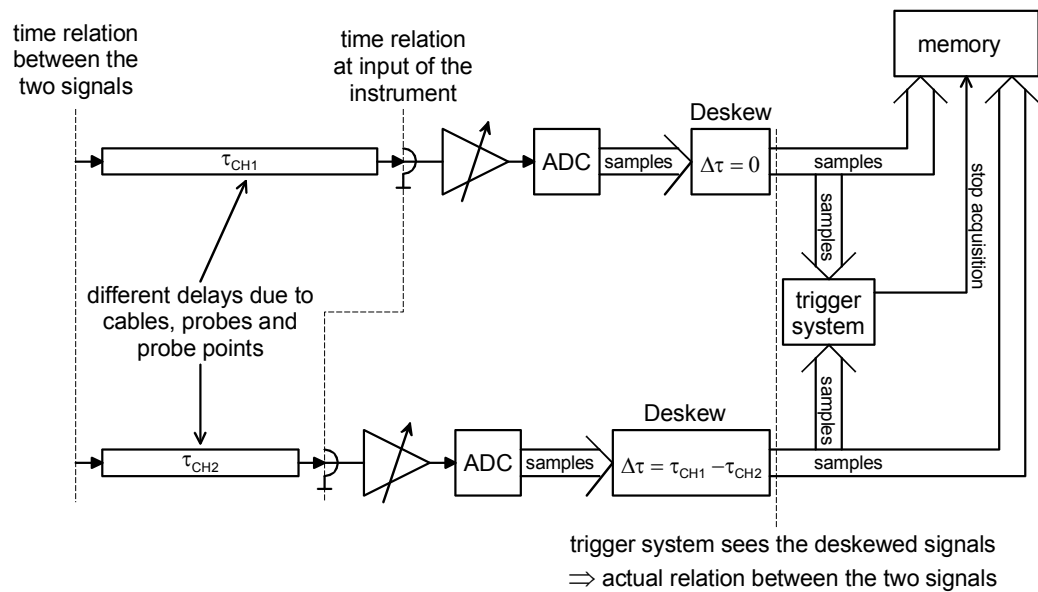 time relation
between the
two signals
time relation
at input of the
instrument
memory
τCH1
ADC
samples
Deskew
Δτ = 0
samples
samples
stop acquisition
different delays due to
cables, probes and
probe points
trigger
system
samples
τCH2
ADC
samples
Deskew
Δτ = τCH1 − τCH2
samples
trigger system sees the deskewed signals
⇒ actual relation between the two signals